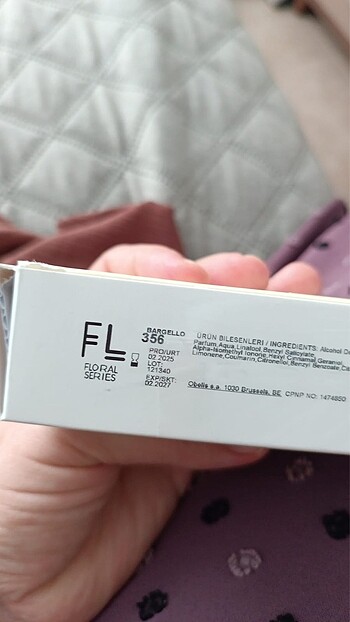 FL
FLORAL
SERIES
BARGELLO
356
PRO/URT
02.2025
LOT:
121340
EXP/SKT:
02.2027
ÜRÜN BILESENLERI / INGREDIENTS: Alcohol
Parfum,Aqua,Linalool,Benzyl Salicylate,
Alpha-Isomethyl Ionone,Hexyl Cinnamal,Geraniol,
Limonene,Coumarin,Citronellol,Benzyl Benzoate,
Obelis s.a. 1030 Brussels, BE CPNP NO: 1474850